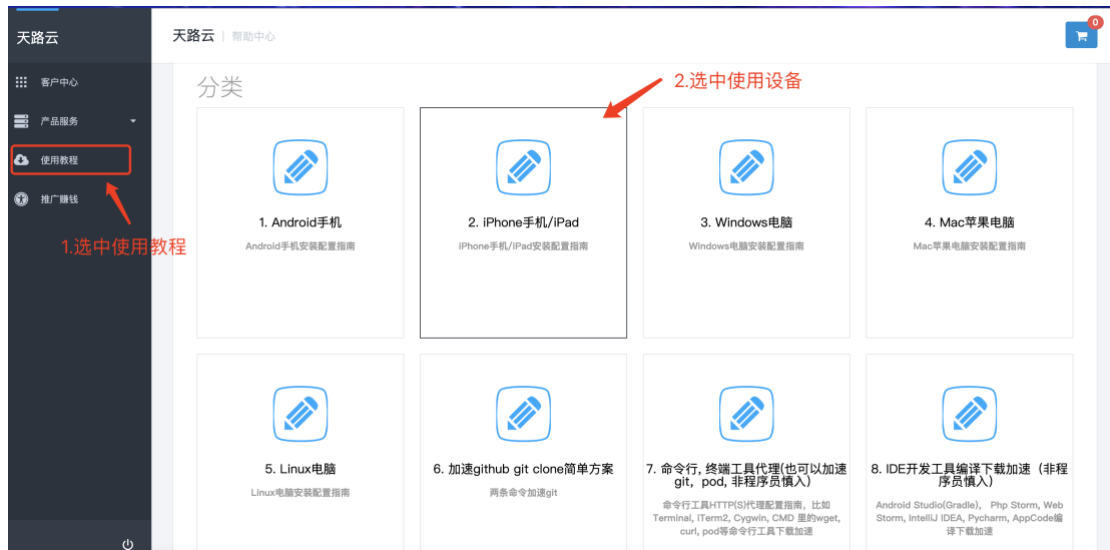 天路云
天路云 | 帮助中心
0
客户中心
产品服务
使用教程
推广赚钱
1.选中使用教程
分类
2.选中使用设备
1. Android手机
Android手机安装配置指南
2. iPhone手机/iPad
iPhone手机/iPad安装配置指南
3. Windows电脑
Windows电脑安装配置指南
4. Mac苹果电脑
Mac苹果电脑安装配置指南
5. Linux电脑
Linux电脑安装配置指南
6. 加速github git clone简单方案
两条命令加速git
7. 命令行, 终端工具代理(也可以加速
git, pod, 非程序员慎入)
命令行工具HTTP(S)代理配置指南，比如
Terminal, iTerm2, Cygwin, CMD 里的wget,
curl, pod等命令行工具下载加速
8. IDE开发工具编译下载加速（非程
序员慎入）
Android Studio(Gradle)， Php Storm, Web
Storm, IntelliJ IDEA, Pycharm, AppCode编
译下载加速